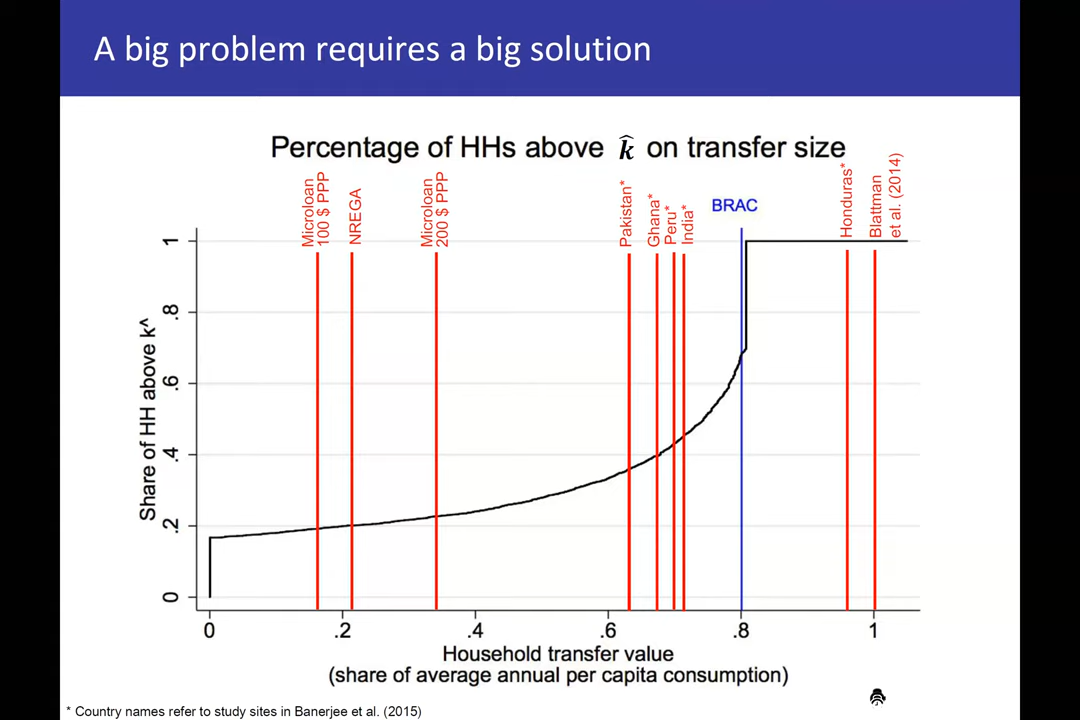 A big problem requires a big solution
Percentage of HHs above k̂ on transfer size
Microloan
100 $ PPP
NREGA
Microloan
200 $ PPP
Pakistan*
Ghana*
Peru*
India*
BRAC
Honduras*
Blattman
et al. (2014)
Share of HH above k^
1
.8
.6
.4
.2
0
0 .2 .4 .6 .8 1
Household transfer value
(share of average annual per capita consumption)
* Country names refer to study sites in Banerjee et al. (2015)